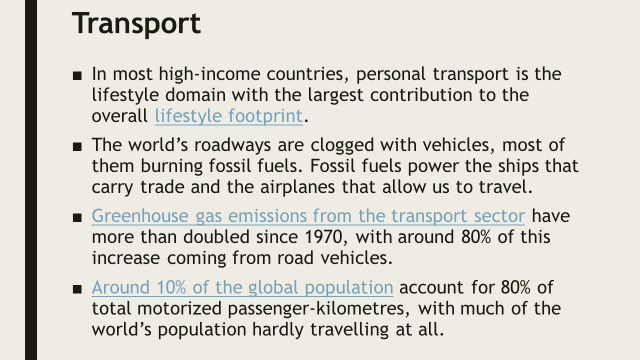 Transport
■ In most high-income countries, personal transport is the
lifestyle domain with the largest contribution to the
overall lifestyle footprint.
■ The world's roadways are clogged with vehicles, most of
them burning fossil fuels. Fossil fuels power the ships that
carry trade and the airplanes that allow us to travel.
■ Greenhouse gas emissions from the transport sector have
more than doubled since 1970, with around 80% of this
increase coming from road vehicles.
■ Around 10% of the global population account for 80% of
total motorized passenger-kilometres, with much of the
world's population hardly travelling at all.